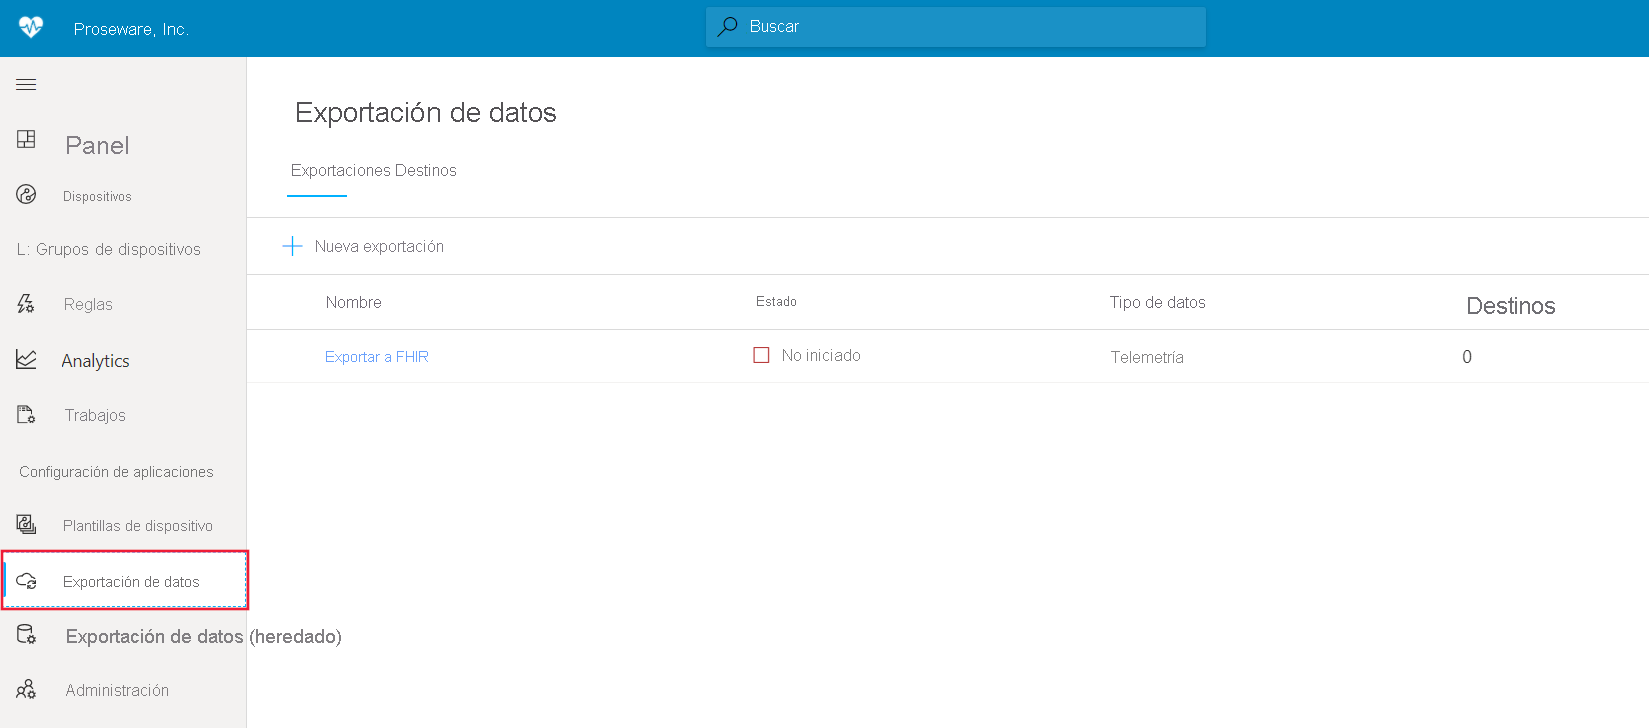 Proseware, Inc.
Buscar
Panel
Dispositivos
L: Grupos de dispositivos
Reglas
Analytics
Trabajos
Configuración de aplicaciones
Plantillas de dispositivo
Exportación de datos
Exportación de datos (heredado)
Administración
Exportación de datos
Exportaciones Destinos
Nueva exportación
Nombre Estado Tipo de datos Destinos
Exportar a FHIR No iniciado Telemetría 0